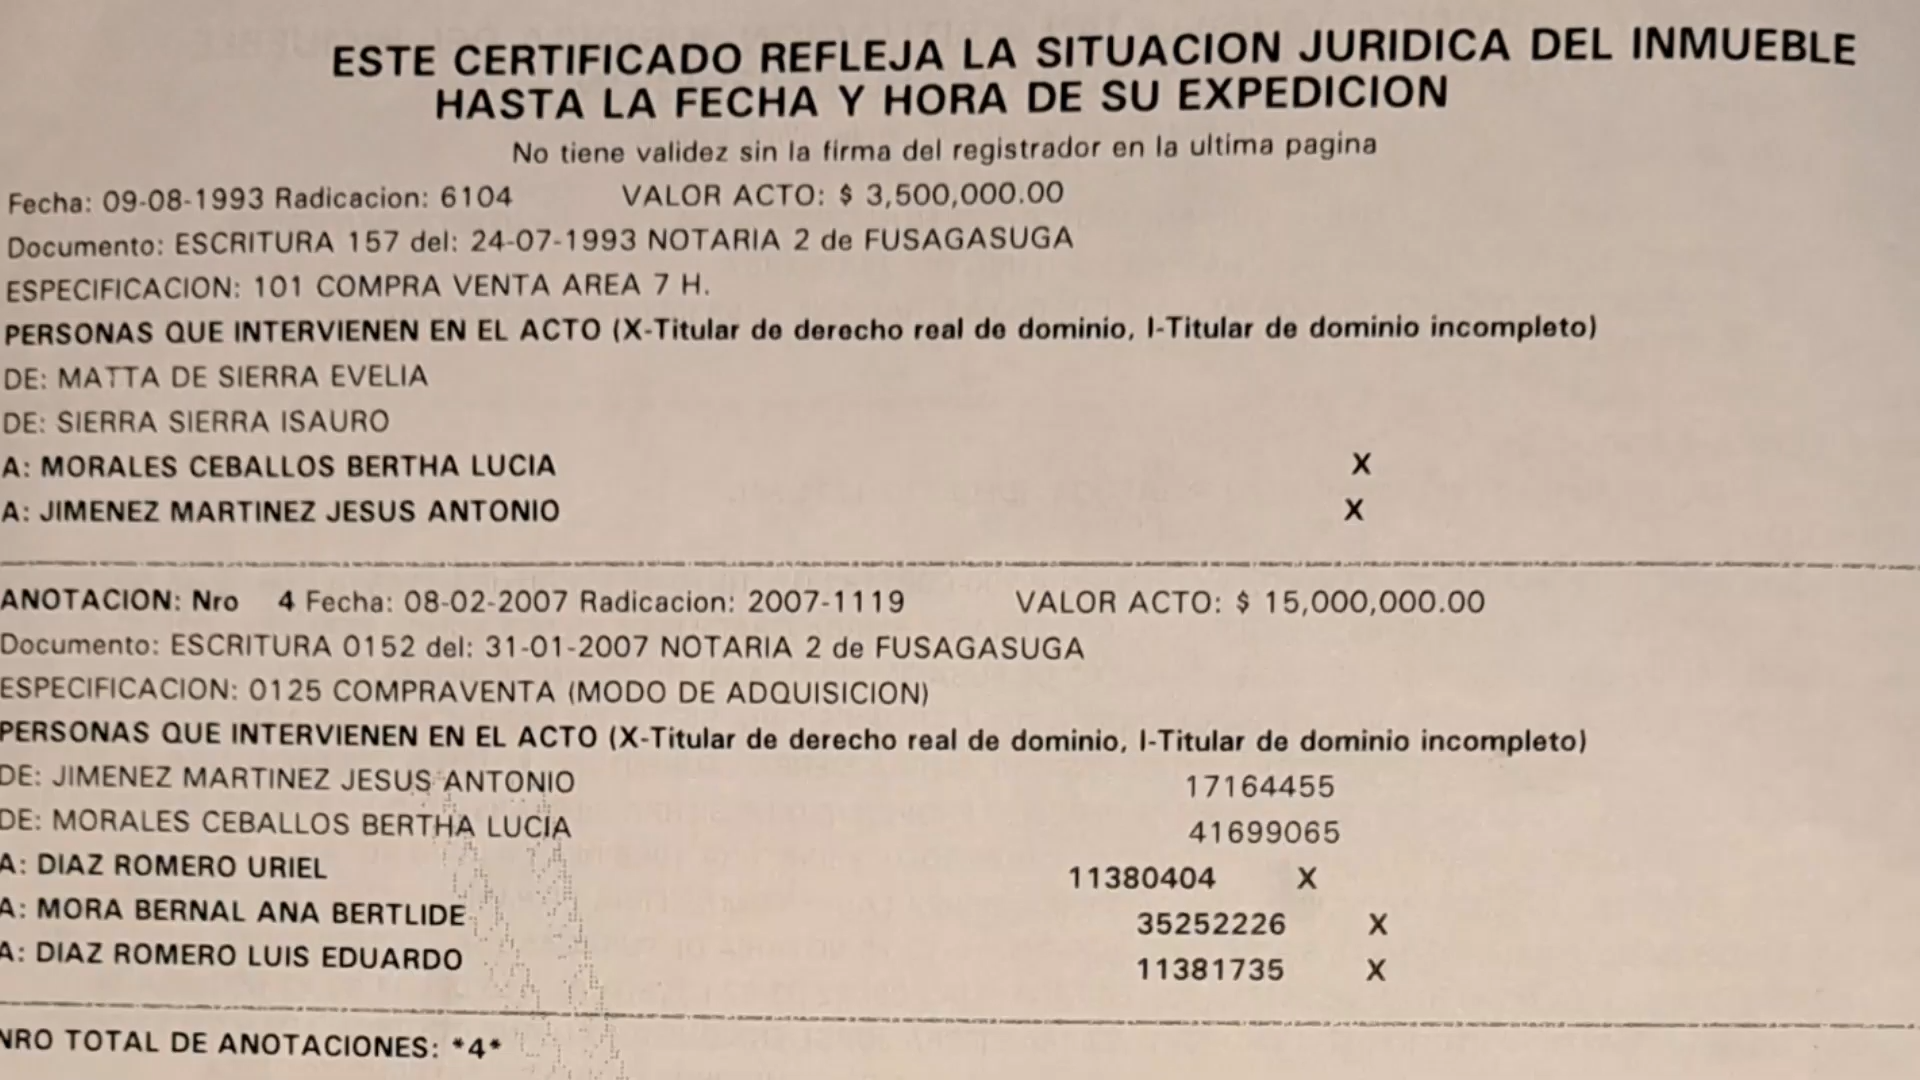 ESTE CERTIFICADO REFLEJA LA SITUACION JURIDICA DEL INMUEBLE
HASTA LA FECHA Y HORA DE SU EXPEDICION
No tiene validez sin la firma del registrador en la ultima pagina
Fecha: 09-08-1993 Radicacion: 6104 VALOR ACTO: $ 3,500,000.00
Documento: ESCRITURA 157 del: 24-07-1993 NOTARIA 2 de FUSAGASUGA
ESPECIFICACION: 101 COMPRA VENTA AREA 7 H.
PERSONAS QUE INTERVIENEN EN EL ACTO (X-Titular de derecho real de dominio, I-Titular de dominio incompleto)
DE: MATTA DE SIERRA EVELIA
DE: SIERRA SIERRA ISAURO
A: MORALES CEBALLOS BERTHA LUCIA X
A: JIMENEZ MARTINEZ JESUS ANTONIO X
ANOTACION: Nro 4 Fecha: 08-02-2007 Radicacion: 2007-1119 VALOR ACTO: $ 15,000,000.00
Documento: ESCRITURA 0152 del: 31-01-2007 NOTARIA 2 de FUSAGASUGA
ESPECIFICACION: 0125 COMPRAVENTA (MODO DE ADQUISICION)
PERSONAS QUE INTERVIENEN EN EL ACTO (X-Titular de derecho real de dominio, I-Titular de dominio incompleto)
DE: JIMENEZ MARTINEZ JESUS ANTONIO 17164455
DE: MORALES CEBALLOS BERTHA LUCIA 41699065
A: DIAZ ROMERO URIEL 11380404 X
A: MORA BERNAL ANA BERTLIDE 35252226 X
A: DIAZ ROMERO LUIS EDUARDO 11381735 X
NRO TOTAL DE ANOTACIONES: *4*